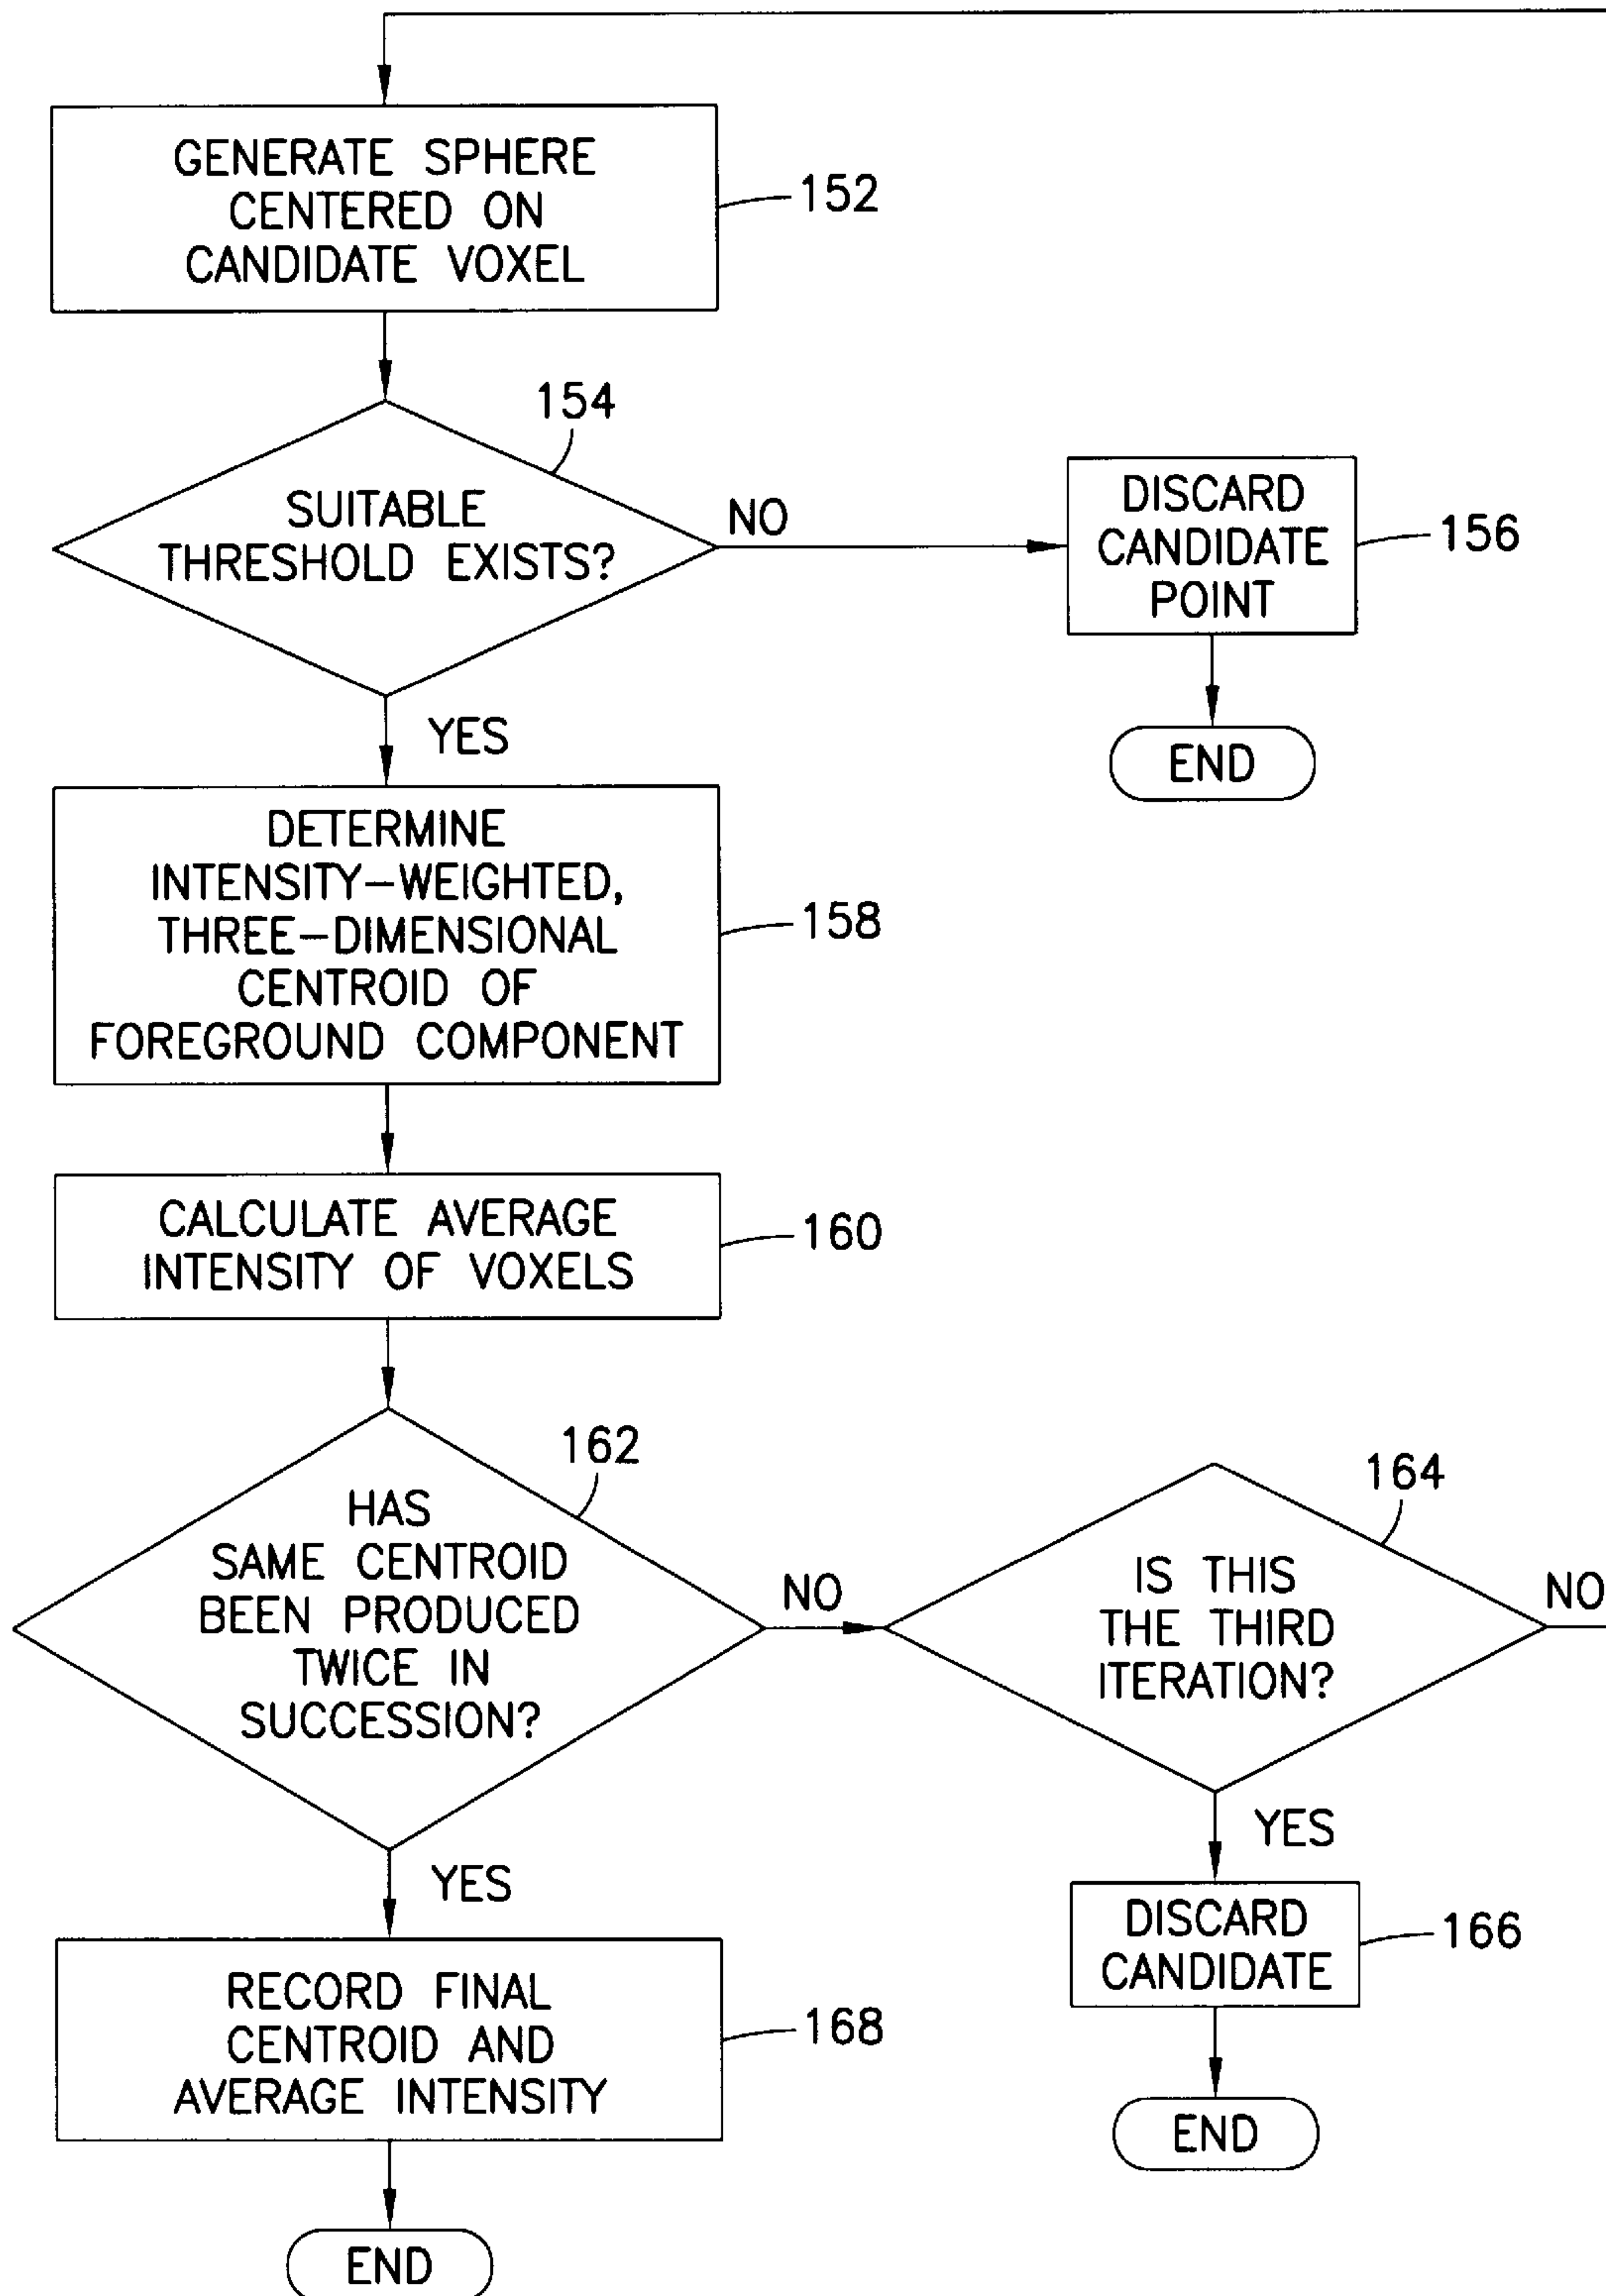 GENERATE SPHERE
CENTERED ON
CANDIDATE VOXEL
152
154
SUITABLE
THRESHOLD EXISTS?
NO
DISCARD
CANDIDATE
POINT
156
END
YES
DETERMINE
INTENSITY-WEIGHTED,
THREE-DIMENSIONAL
CENTROID OF
FOREGROUND COMPONENT
158
CALCULATE AVERAGE
INTENSITY OF VOXELS
160
162
HAS
SAME CENTROID
BEEN PRODUCED
TWICE IN
SUCCESSION?
NO
164
IS THIS
THE THIRD
ITERATION?
NO
YES
DISCARD
CANDIDATE
166
END
YES
RECORD FINAL
CENTROID AND
AVERAGE INTENSITY
168
END